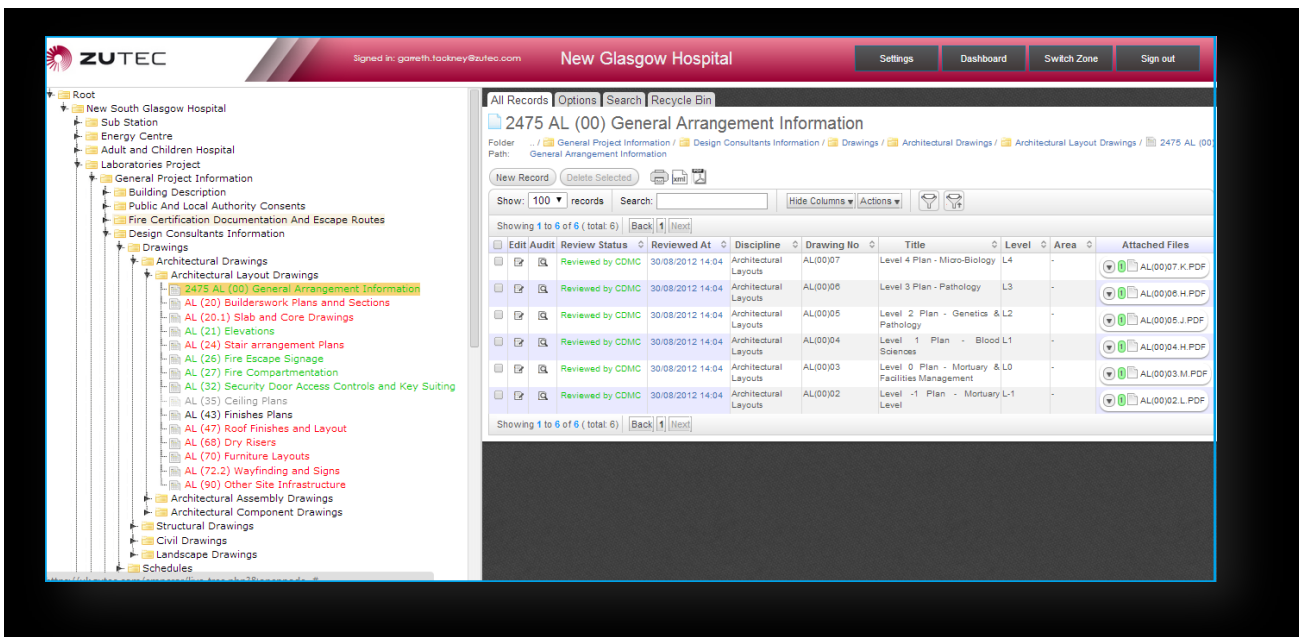 ZUTEC
Signed in: garreth.tackney@zutec.com
New Glasgow Hospital
Settings
Dashboard
Switch Zone
Sign out
Root
New South Glasgow Hospital
Sub Station
Energy Centre
Adult and Children Hospital
Laboratories Project
General Project Information
Building Description
Public And Local Authority Consents
Fire Certification Documentation And Escape Routes
Design Consultants Information
Drawings
Architectural Drawings
Architectural Layout Drawings
2475 AL (00) General Arrangement Information
AL (20) Builderswork Plans annd Sections
AL (20.1) Slab and Core Drawings
AL (21) Elevations
AL (24) Stair arrangement Plans
AL (26) Fire Escape Signage
AL (27) Fire Compartmentation
AL (32) Security Door Access Controls and Key Suiting
AL (35) Ceiling Plans
AL (43) Finishes Plans
AL (47) Roof Finishes and Layout
AL (68) Dry Risers
AL (70) Furniture Layouts
AL (72.2) Wayfinding and Signs
AL (90) Other Site Infrastructure
Architectural Assembly Drawings
Architectural Component Drawings
Structural Drawings
Civil Drawings
Landscape Drawings
Schedules
All Records Options Search Recycle Bin
2475 AL (00) General Arrangement Information
Folder ../ General Project Information / Design Consultants Information / Drawings / Architectural Drawings / Architectural Layout Drawings / 2475 AL (00)
Path: General Arrangement Information
New Record Delete Selected xml
Show: 100 records Search: Hide Columns Actions
Showing 1 to 6 of 6 ( total: 6) Back 1 Next
Edit Audit Review Status Reviewed At Discipline Drawing No Title Level Area Attached Files
Reviewed by CDMC 30/08/2012 14:04 Architectural Layouts AL(00)07 Level 4 Plan - Micro-Biology L4 - 1 AL(00)07.K.PDF
Reviewed by CDMC 30/08/2012 14:04 Architectural Layouts AL(00)06 Level 3 Plan - Pathology L3 - 1 AL(00)06.H.PDF
Reviewed by CDMC 30/08/2012 14:04 Architectural Layouts AL(00)05 Level 2 Plan - Genetics & Pathology L2 - 1 AL(00)05.J.PDF
Reviewed by CDMC 30/08/2012 14:04 Architectural Layouts AL(00)04 Level 1 Plan - Blood Sciences L1 - 1 AL(00)04.H.PDF
Reviewed by CDMC 30/08/2012 14:04 Architectural Layouts AL(00)03 Level 0 Plan - Mortuary & Facilities Management L0 - 1 AL(00)03.M.PDF
Reviewed by CDMC 30/08/2012 14:04 Architectural Layouts AL(00)02 Level -1 Plan - Mortuary Level L-1 - 1 AL(00)02.L.PDF
Showing 1 to 6 of 6 ( total: 6) Back 1 Next